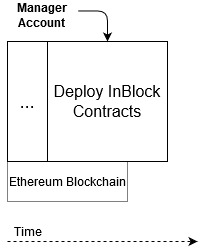 Manager
Account
...
Deploy InBlock
Contracts
Ethereum Blockchain
Time